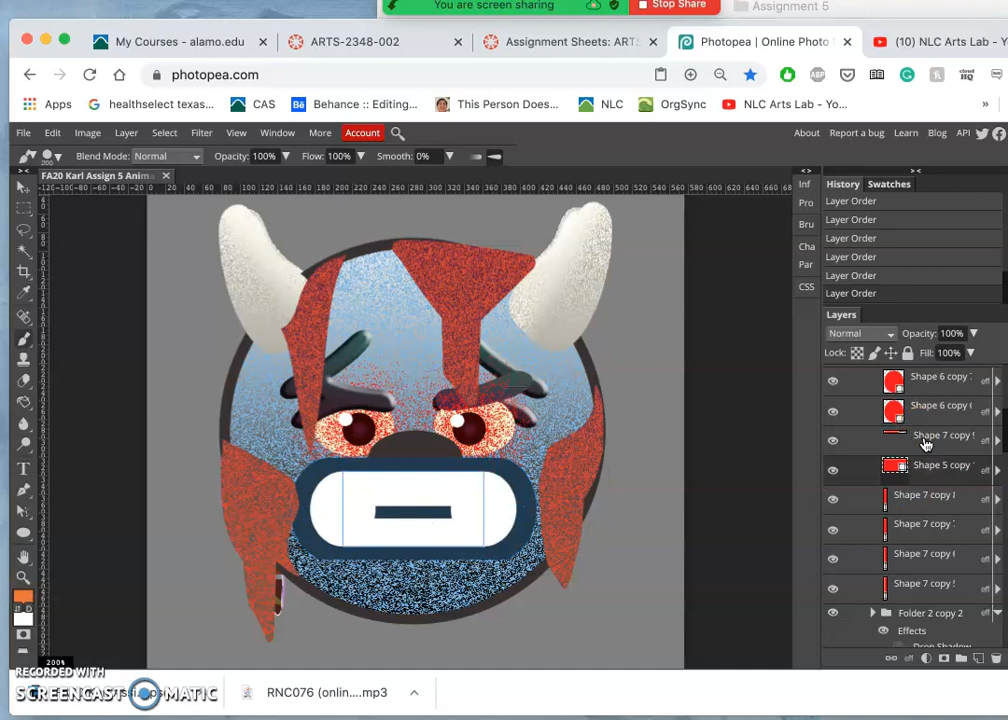 You are screen sharing
Stop Share
Assignment 5
My Courses - alamo.edu
ARTS-2348-002
Assignment Sheets: ARTS
Photopea | Online Photo
(10) NLC Arts Lab - Y
photopea.com
Apps
healthselect texas...
CAS
Behance :: Editing...
This Person Does...
NLC
OrgSync
NLC Arts Lab - Yo...
»
File Edit Image Layer Select Filter View Window More Account
About Report a bug Learn Blog API
Blend Mode: Normal Opacity: 100% Flow: 100% Smooth: 0%
200
FA20 Karl Assign 5 Anim
History Swatches
Layer Order
Layer Order
Layer Order
Layer Order
Layer Order
Layer Order
Inf
Pro
Bru
Cha
Par
CSS
Layers
Normal Opacity: 100%
Lock: Fill: 100%
Shape 6 copy
Shape 6 copy
Shape 7 copy
Shape 5 copy
Shape 7 copy
Shape 7 copy
Shape 7 copy
Shape 7 copy
Folder 2 copy 2
Effects
Drop Shadow
200%
RECORDED WITH
SCREENCAST MATIC
RNC076 (onlin....mp3